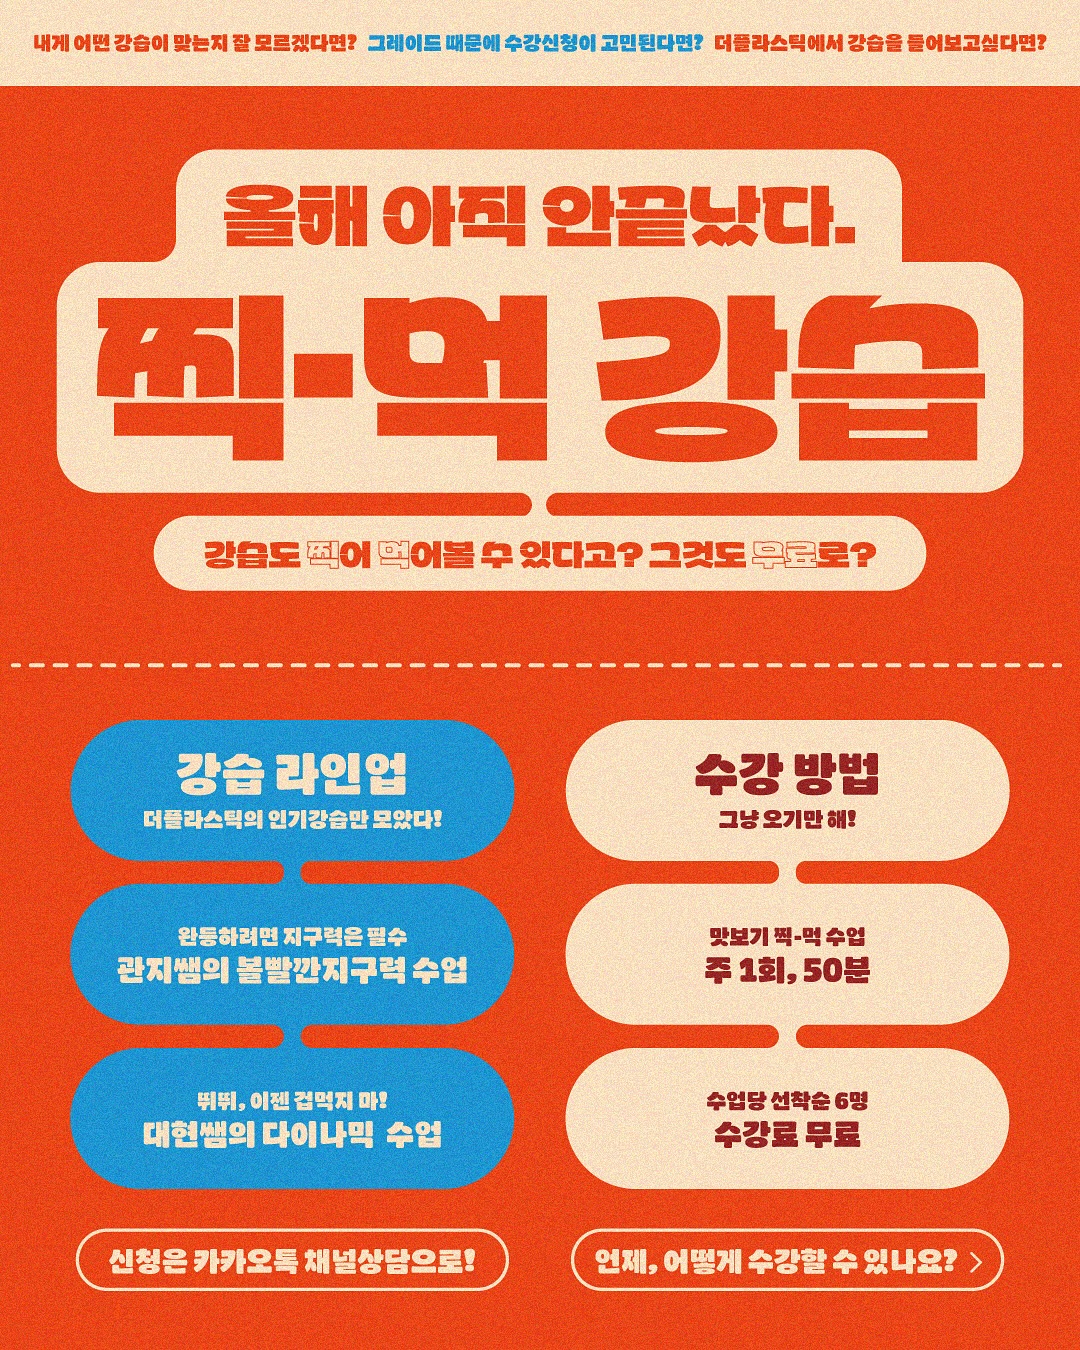 내게 어떤 강습이 맞는지 잘 모르겠다면? 그레이드 때문에 수강신청이 고민된다면? 더플라스틱에서 강습을 들어보고싶다면?
올해 아직 안끝났다.
찍-먹 강습
강습도 찍어 먹어볼 수 있다고? 그것도 무료로?
강습 라인업
더플라스틱의 인기강습만 모았다!
완등하려면 지구력은 필수
관지쌤의 볼빨깐지구력 수업
뛰뛰, 이젠 겁먹지 마!
대현쌤의 다이나믹 수업
신청은 카카오톡 채널상담으로!
수강 방법
그냥 오기만 해!
맛보기 찍-먹 수업
주 1회, 50분
수업당 선착순 6명
수강료 무료
언제, 어떻게 수강할 수 있나요? >